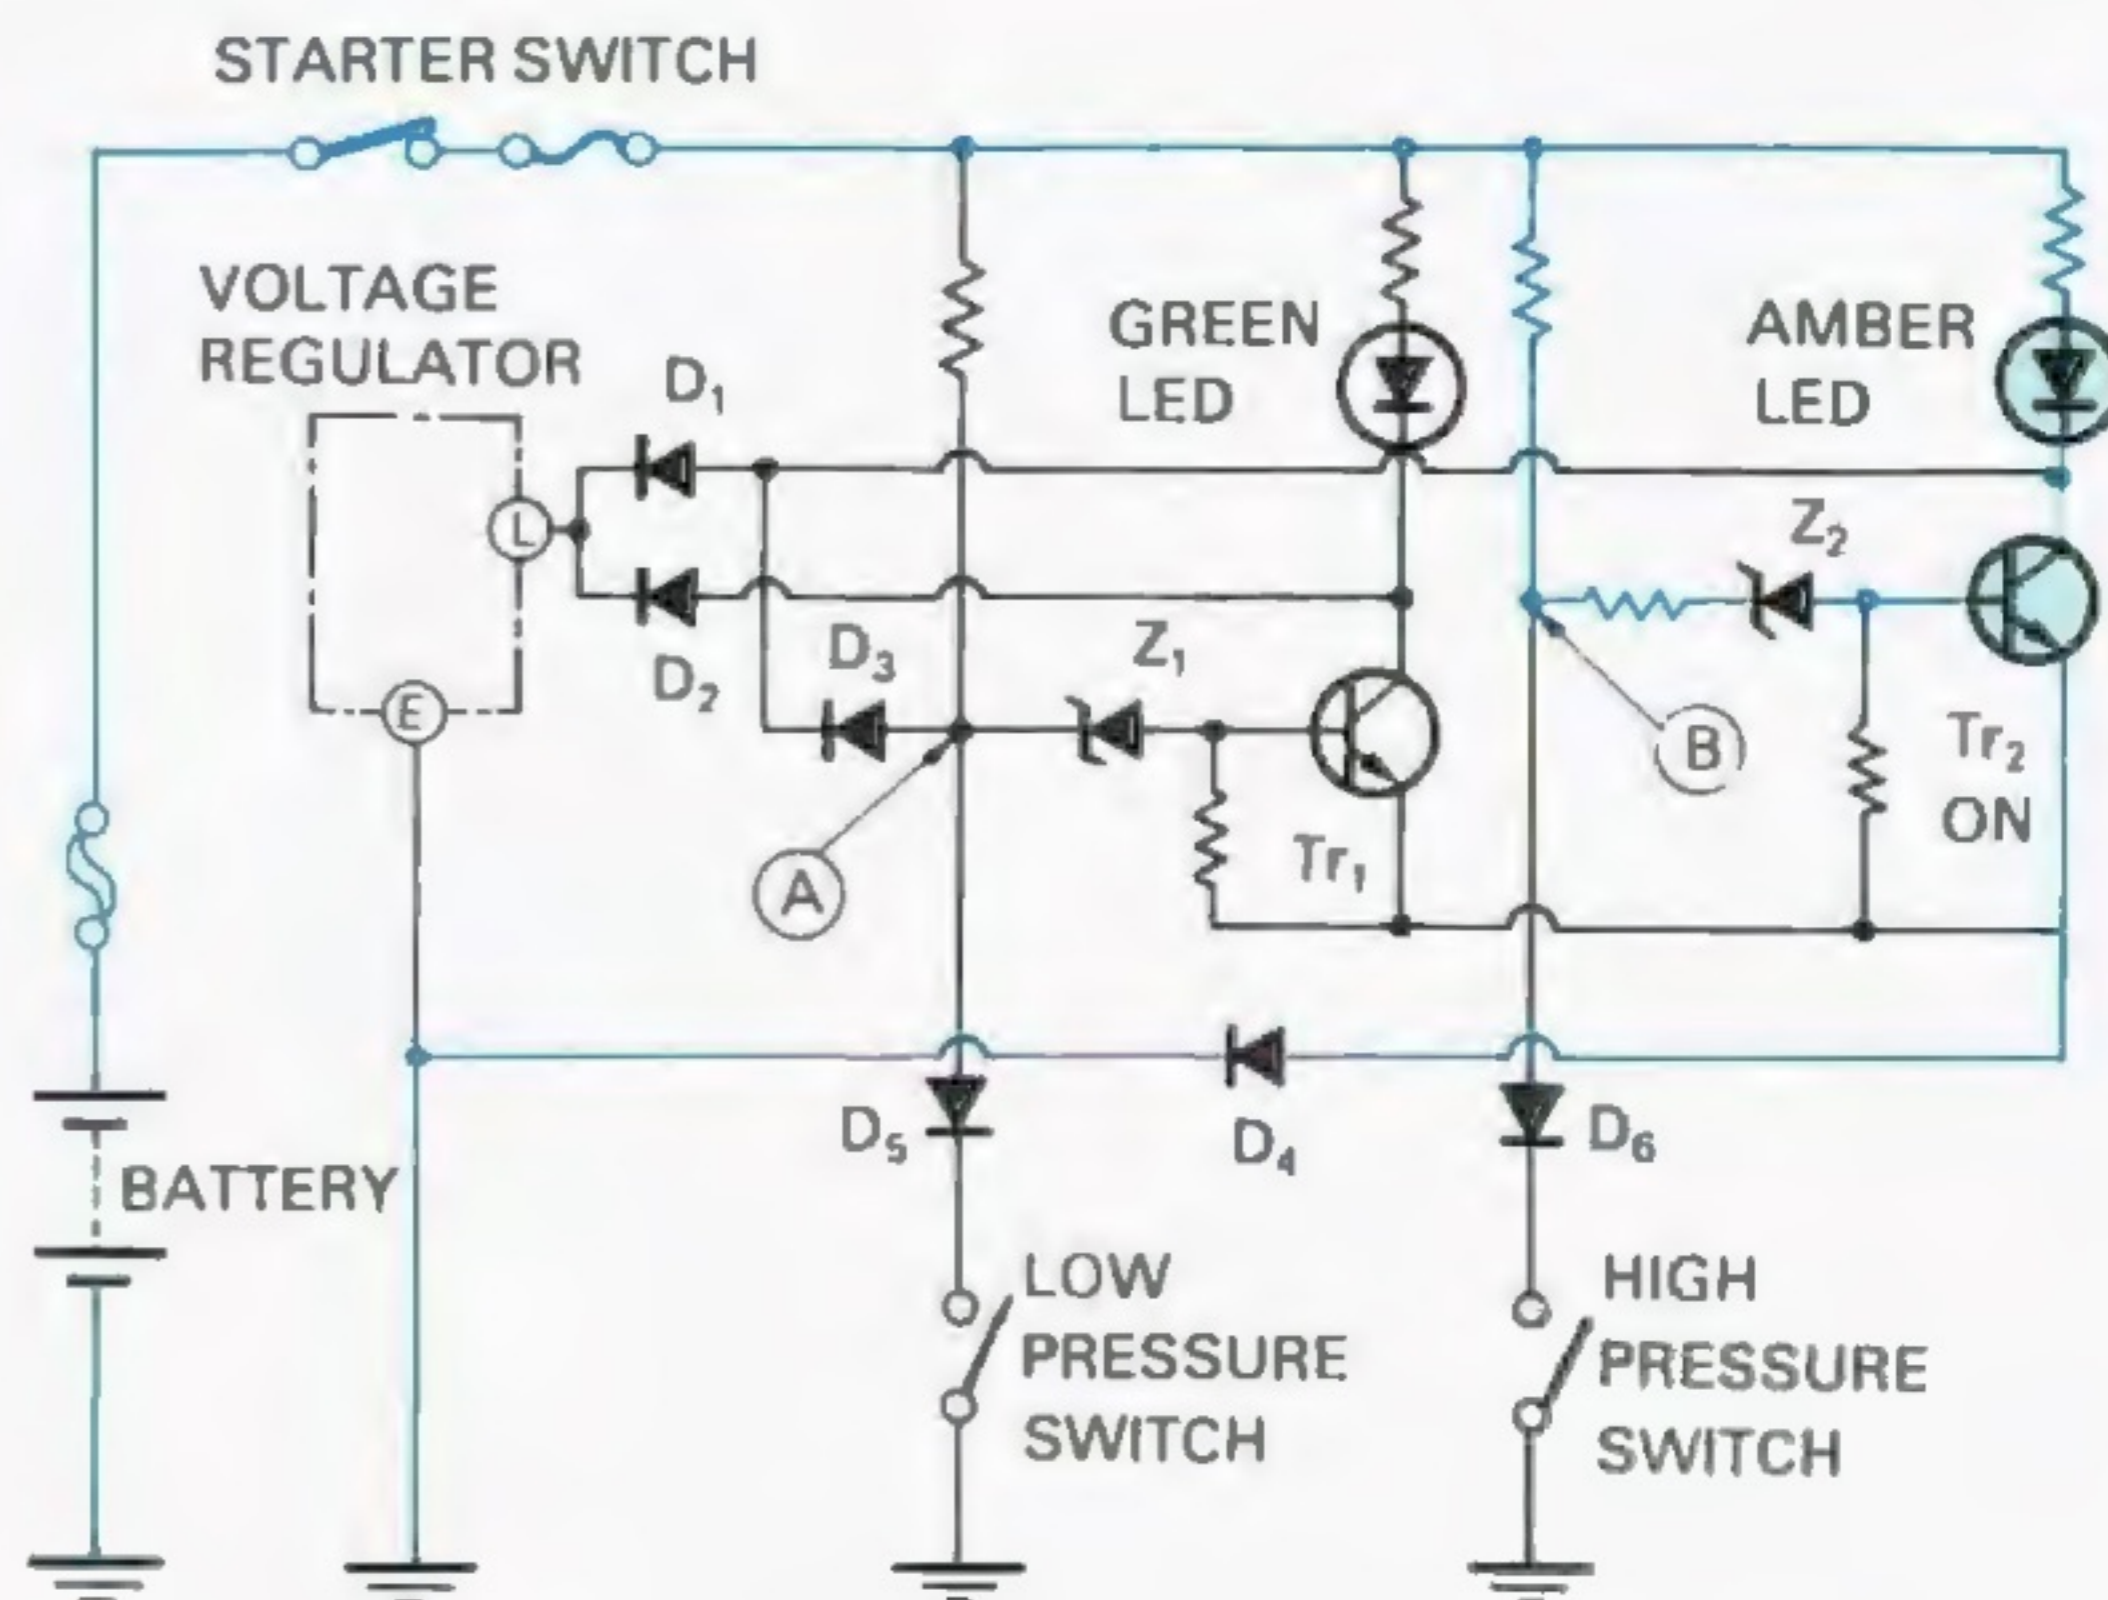 STARTER SWITCH
VOLTAGE
REGULATOR
D1
GREEN
LED
AMBER
LED
L
Z2
D3
Z1
D2
E
B
Tr2
ON
A
Tr1
D5
D4
D6
BATTERY
LOW
PRESSURE
SWITCH
HIGH
PRESSURE
SWITCH